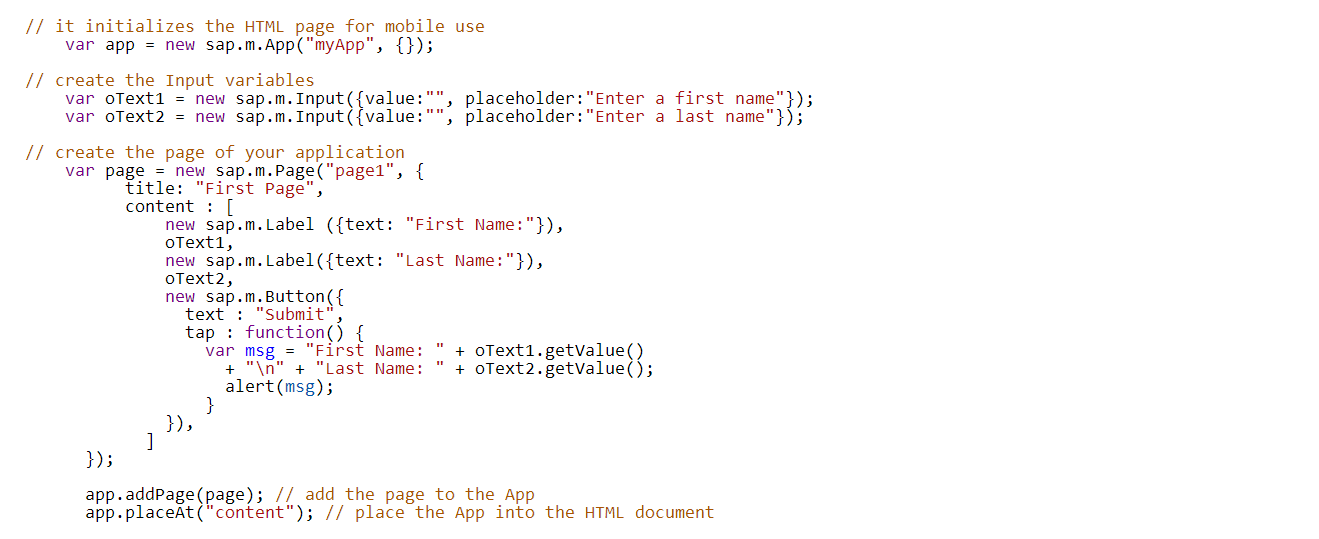 // it initializes the HTML page for mobile use
var app = new sap.m.App("myApp", {});
// create the Input variables
var oText1 = new sap.m.Input({value:"", placeholder:"Enter a first name"});
var oText2 = new sap.m.Input({value:"", placeholder:"Enter a last name"});
// create the page of your application
var page = new sap.m.Page("page1", {
title: "First Page",
content : [
new sap.m.Label ({text: "First Name:"}),
oText1,
new sap.m.Label({text: "Last Name:"}),
oText2,
new sap.m.Button({
text : "Submit",
tap : function() {
var msg = "First Name: " + oText1.getValue()
+ "\n" + "Last Name: " + oText2.getValue();
alert(msg);
}
}),
]
});
app.addPage(page); // add the page to the App
app.placeAt("content"); // place the App into the HTML document